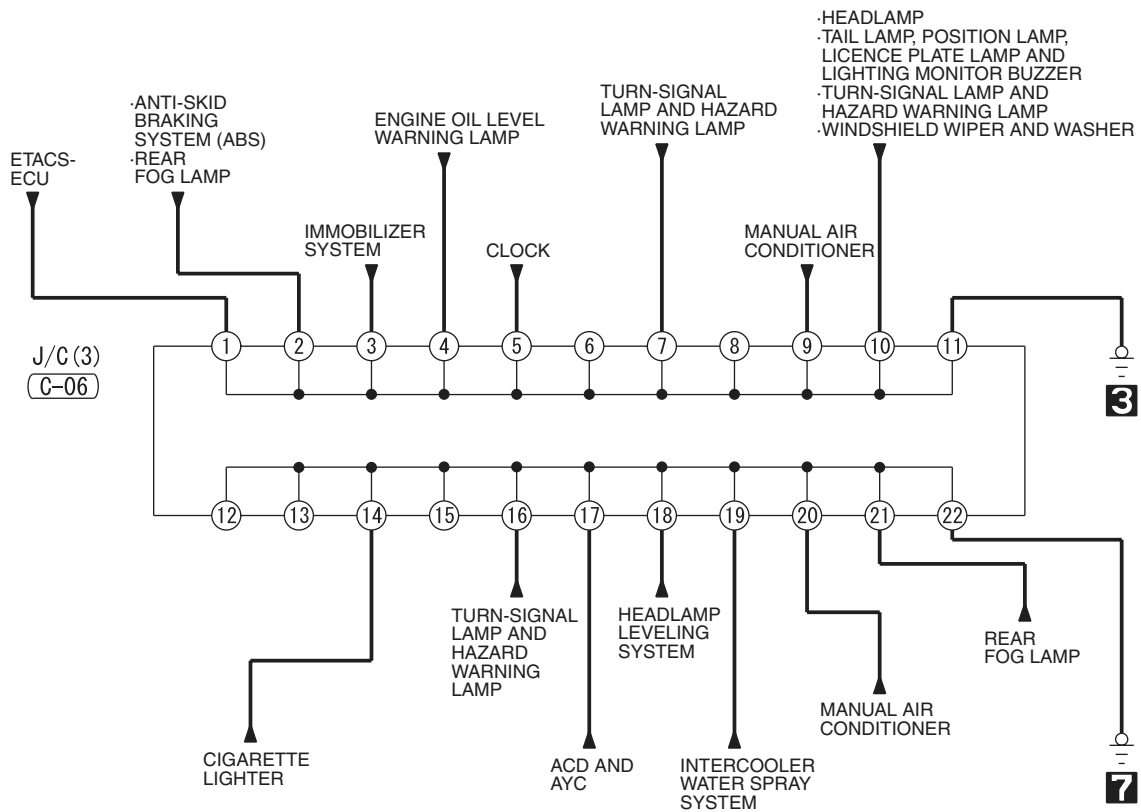 ·HEADLAMP
·TAIL LAMP, POSITION LAMP,
LICENCE PLATE LAMP AND
LIGHTING MONITOR BUZZER
·TURN-SIGNAL LAMP AND
HAZARD WARNING LAMP
·WINDSHIELD WIPER AND WASHER
TURN-SIGNAL
LAMP AND HAZARD
WARNING LAMP
·ANTI-SKID
BRAKING
SYSTEM (ABS)
·REAR
FOG LAMP
ENGINE OIL LEVEL
WARNING LAMP
ETACS-
ECU
IMMOBILIZER
SYSTEM
CLOCK
MANUAL AIR
CONDITIONER
J/C (3)
C-06
1 2 3 4 5 6 7 8 9 10 11
3
12 13 14 15 16 17 18 19 20 21 22
TURN-SIGNAL
LAMP AND
HAZARD
WARNING
LAMP
HEADLAMP
LEVELING
SYSTEM
REAR
FOG LAMP
MANUAL AIR
CONDITIONER
CIGARETTE
LIGHTER
ACD AND
AYC
INTERCOOLER
WATER SPRAY
SYSTEM
7